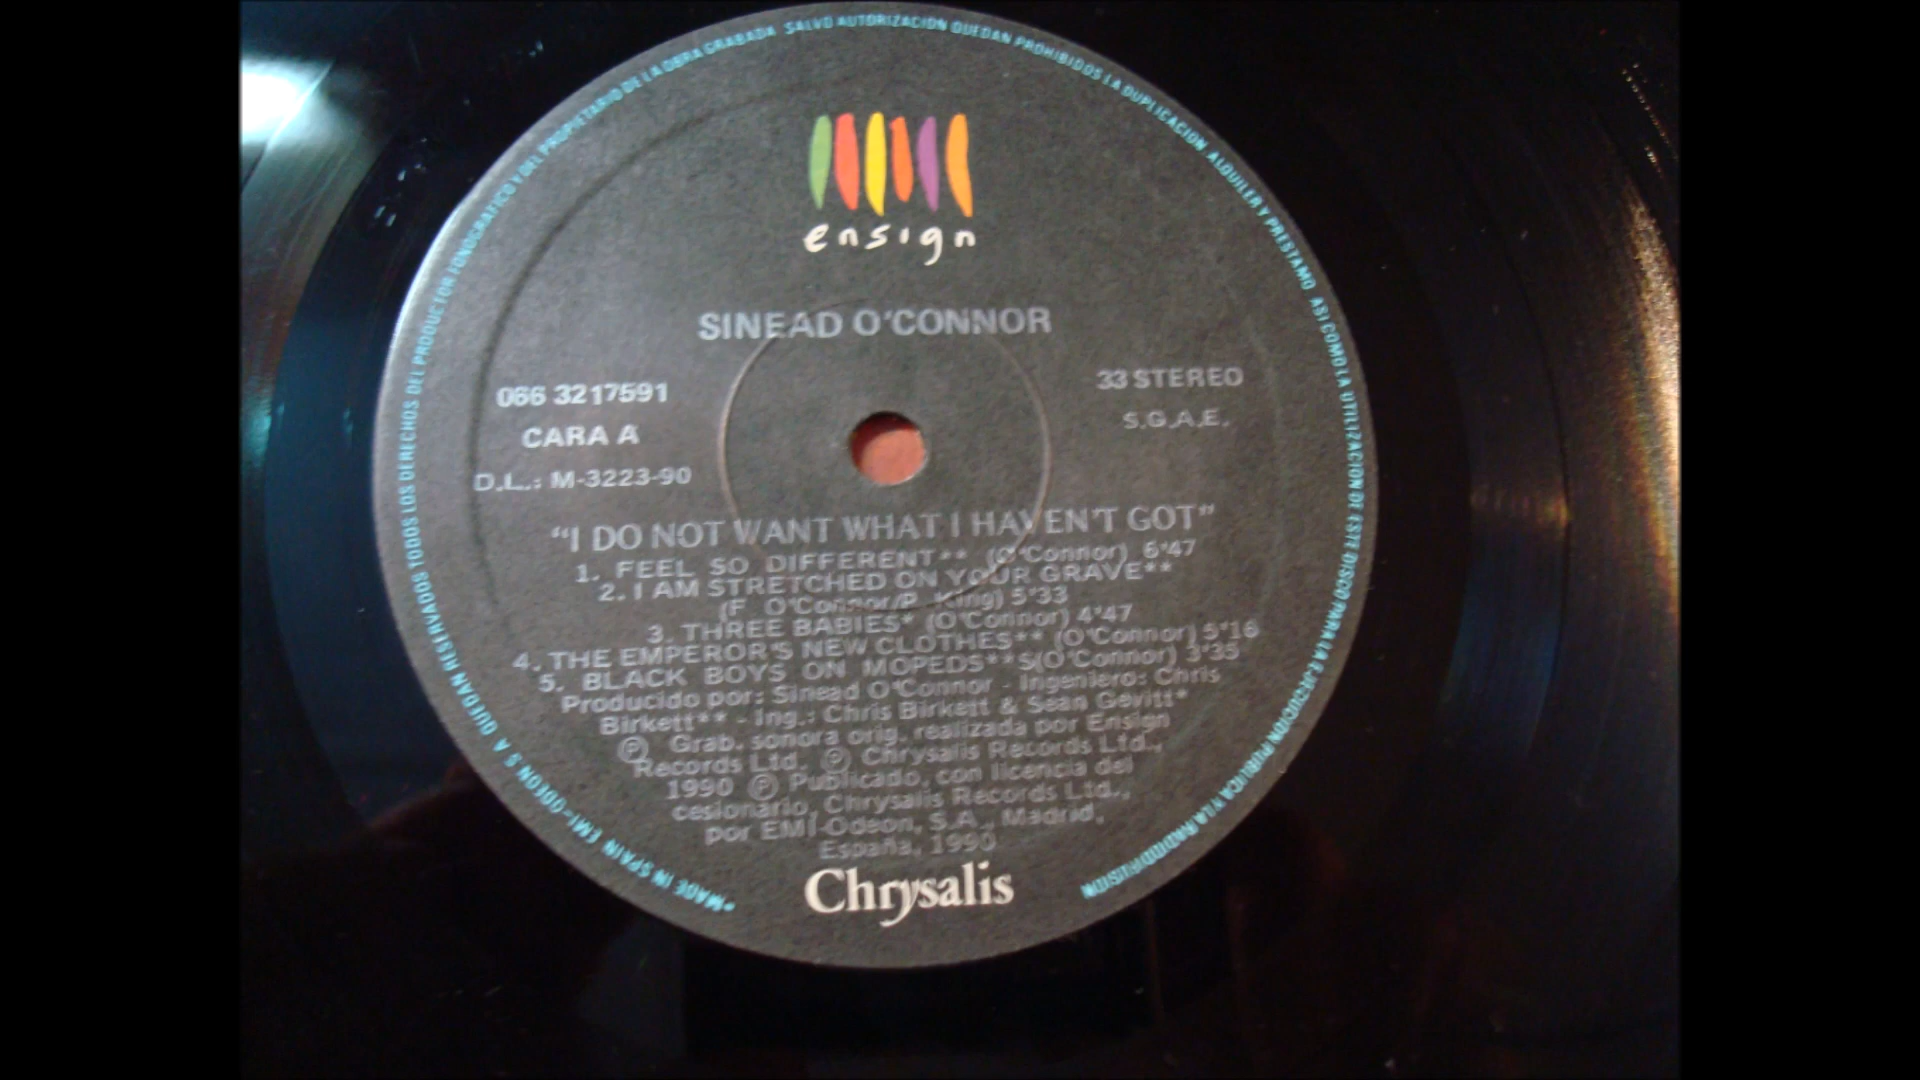 ensign
SINEAD O'CONNOR
066 3217591
33 STEREO
CARA A
S.G.A.E.
D.L.: M-3223-90
"I DO NOT WANT WHAT I HAVEN'T GOT"
1. FEEL SO DIFFERENT** (O'Connor) 6'47
2. I AM STRETCHED ON YOUR GRAVE**
(F. O'Connor/P. King) 5'33
3. THREE BABIES* (O'Connor) 4'47
4. THE EMPEROR'S NEW CLOTHES** (O'Connor) 5'16
5. BLACK BOYS ON MOPEDS**S(O'Connor) 3'35
Producido por: Sinead O'Connor - Ingeniero: Chris
Birkett** - Ing.: Chris Birkett & Sean Gevitt*
Ⓟ Grab. sonora orig. realizada por Ensign
Records Ltd. Ⓟ Chrysalis Records Ltd.,
1990 Ⓟ Publicado, con licencia del
cesionario, Chrysalis Records Ltd.,
por EMI-Odeon, S.A., Madrid,
España, 1990
Chrysalis
*MADE IN SPAIN EMI-ODEON S A QUEDAN RESERVADOS TODOS LOS DERECHOS DEL PRODUCTOR FONOGRAFICO Y DEL PROPIETARIO DE LA OBRA GRABADA SALVO AUTORIZACION QUEDAN PROHIBIDOS LA DUPLICACION ALQUILER Y PRESTAMO ASI COMO LA UTILIZACION DE ESTE DISCO PARA LA EJECUCION PUBLICA Y LA RADIODIFUSION